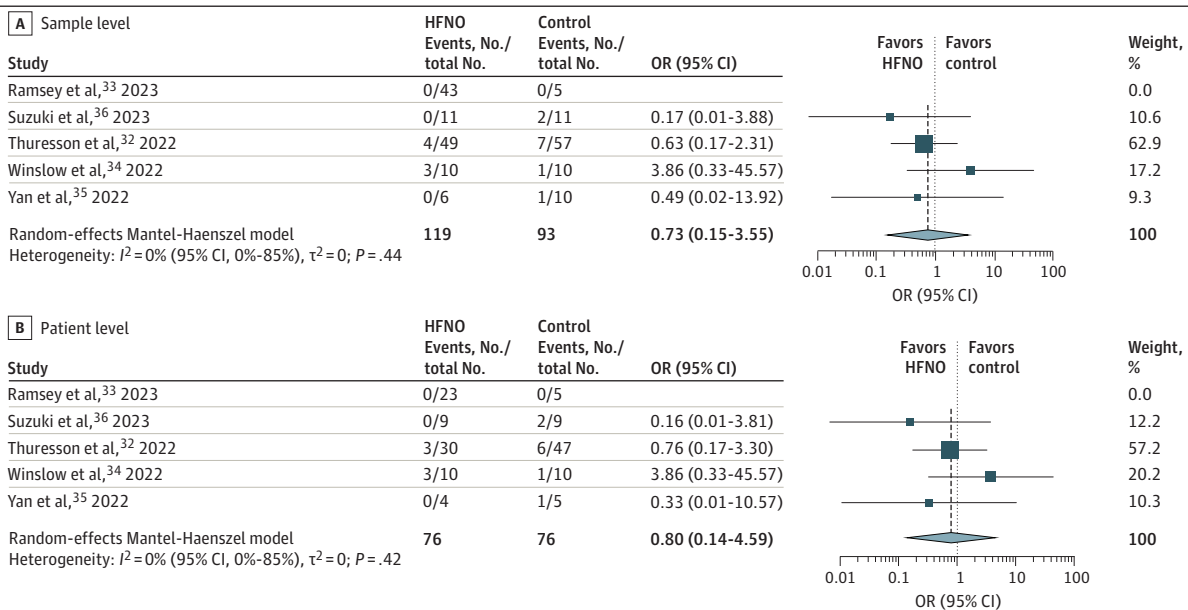 A Sample level
HFNO Control
Events, No./ Events, No./ Favors Favors Weight,
Study total No. total No. OR (95% CI) HFNO control %
Ramsey et al,33 2023 0/43 0/5 0.0
Suzuki et al,36 2023 0/11 2/11 0.17 (0.01-3.88) 10.6
Thuresson et al,32 2022 4/49 7/57 0.63 (0.17-2.31) 62.9
Winslow et al,34 2022 3/10 1/10 3.86 (0.33-45.57) 17.2
Yan et al,35 2022 0/6 1/10 0.49 (0.02-13.92) 9.3
Random-effects Mantel-Haenszel model 119 93 0.73 (0.15-3.55) 100
Heterogeneity: I2 = 0% (95% CI, 0%-85%), τ2 = 0; P = .44
0.01 0.1 1 10 100
OR (95% CI)
B Patient level
HFNO Control
Events, No./ Events, No./ Favors Favors Weight,
Study total No. total No. OR (95% CI) HFNO control %
Ramsey et al,33 2023 0/23 0/5 0.0
Suzuki et al,36 2023 0/9 2/9 0.16 (0.01-3.81) 12.2
Thuresson et al,32 2022 3/30 6/47 0.76 (0.17-3.30) 57.2
Winslow et al,34 2022 3/10 1/10 3.86 (0.33-45.57) 20.2
Yan et al,35 2022 0/4 1/5 0.33 (0.01-10.57) 10.3
Random-effects Mantel-Haenszel model 76 76 0.80 (0.14-4.59) 100
Heterogeneity: I2 = 0% (95% CI, 0%-85%), τ2 = 0; P = .42
0.01 0.1 1 10 100
OR (95% CI)